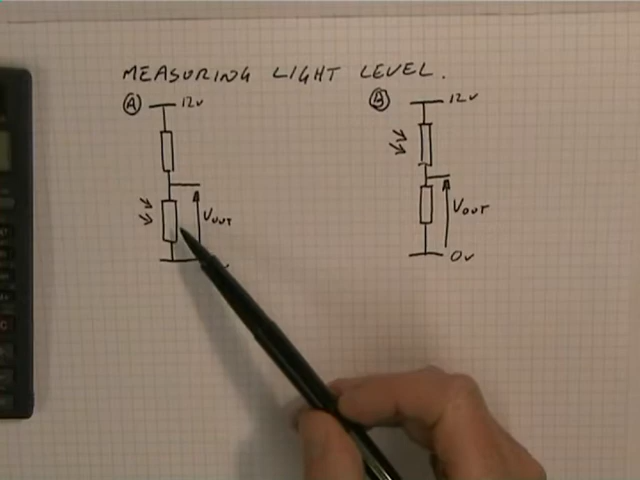 MEASURING LIGHT LEVEL.
A 12V
B 12V
VOUT
VOUT
0V